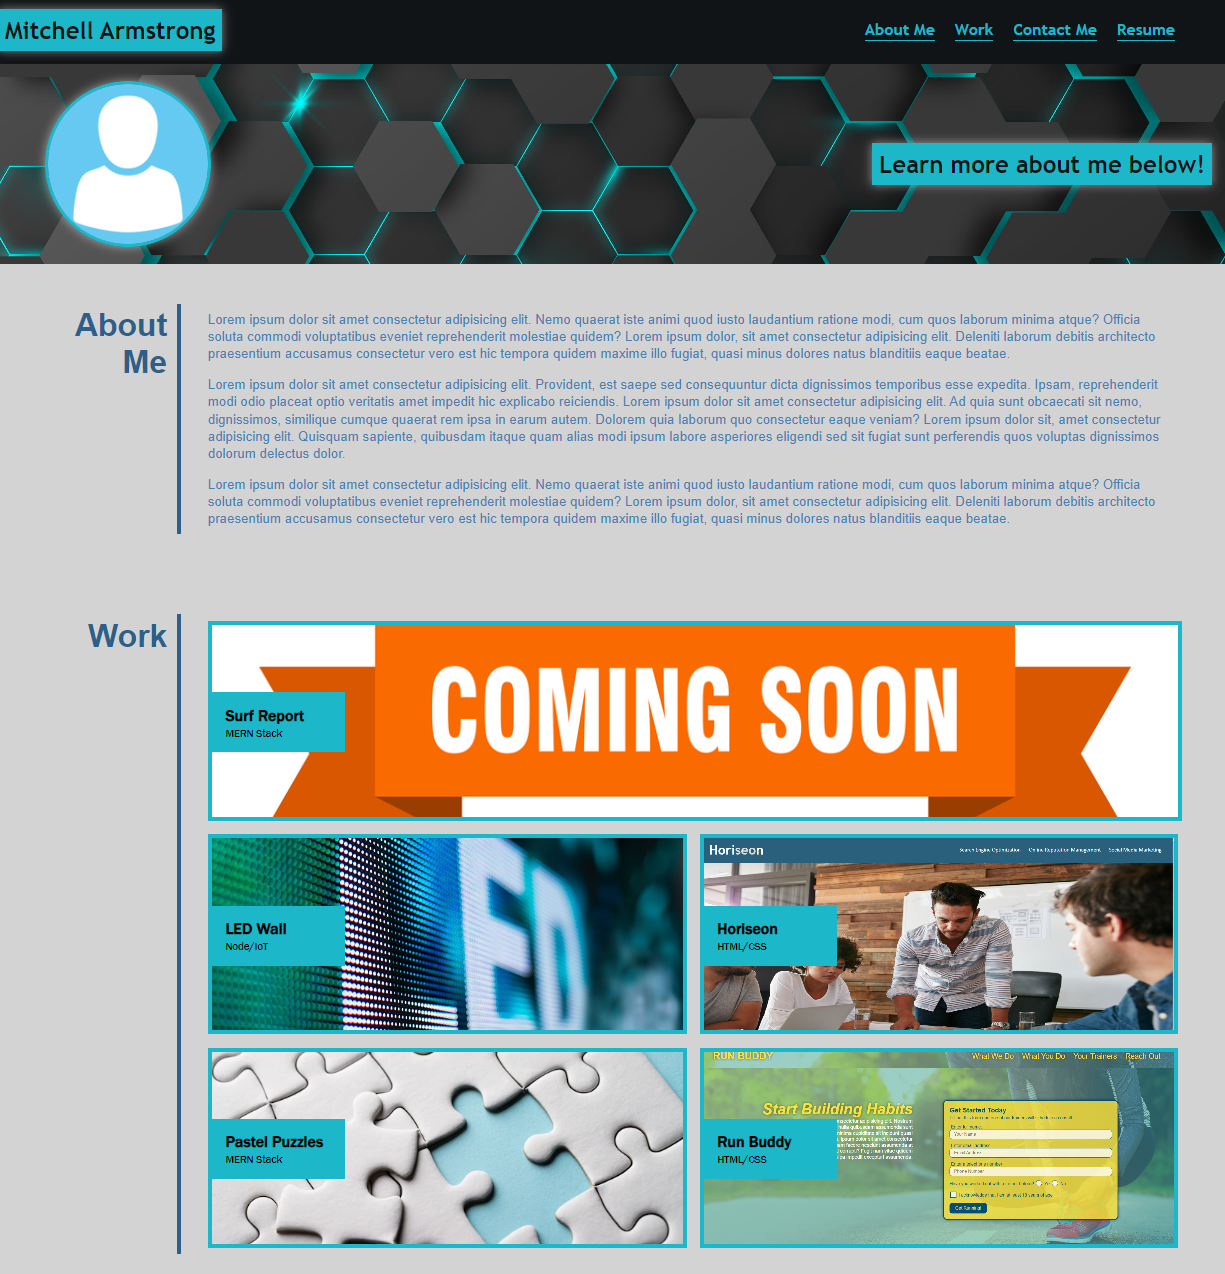 Mitchell Armstrong
About Me Work Contact Me Resume
Learn more about me below!
About
Me
Lorem ipsum dolor sit amet consectetur adipisicing elit. Nemo quaerat iste animi quod iusto laudantium ratione modi, cum quos laborum minima atque? Officia
soluta commodi voluptatibus eveniet reprehenderit molestiae quidem? Lorem ipsum dolor, sit amet consectetur adipisicing elit. Deleniti laborum debitis architecto
praesentium accusamus consectetur vero est hic tempora quidem maxime illo fugiat, quasi minus dolores natus blanditiis eaque beatae.
Lorem ipsum dolor sit amet consectetur adipisicing elit. Provident, est saepe sed consequuntur dicta dignissimos temporibus esse expedita. Ipsam, reprehenderit
modi odio placeat optio veritatis amet impedit hic explicabo reiciendis. Lorem ipsum dolor sit amet consectetur adipisicing elit. Ad quia sunt obcaecati sit nemo,
dignissimos, similique cumque quaerat rem ipsa in earum autem. Dolorem quia laborum quo consectetur eaque veniam? Lorem ipsum dolor sit, amet consectetur
adipisicing elit. Quisquam sapiente, quibusdam itaque quam alias modi ipsum labore asperiores eligendi sed sit fugiat sunt perferendis quos voluptas dignissimos
dolorum delectus dolor.
Lorem ipsum dolor sit amet consectetur adipisicing elit. Nemo quaerat iste animi quod iusto laudantium ratione modi, cum quos laborum minima atque? Officia
soluta commodi voluptatibus eveniet reprehenderit molestiae quidem? Lorem ipsum dolor, sit amet consectetur adipisicing elit. Deleniti laborum debitis architecto
praesentium accusamus consectetur vero est hic tempora quidem maxime illo fugiat, quasi minus dolores natus blanditiis eaque beatae.
Work
COMING SOON
Surf Report
MERN Stack
LED
LED Wall
Node/IoT
Horiseon
Search Engine Optimization Online Reputation Management Social Media Marketing
Horiseon
HTML/CSS
Pastel Puzzles
MERN Stack
RUN BUDDY
What We Do What You Do Your Trainers Reach Out
Start Building Habits
Run Buddy
HTML/CSS
Get Started Today
Your Name
Email Address
Phone Number
Get Running!